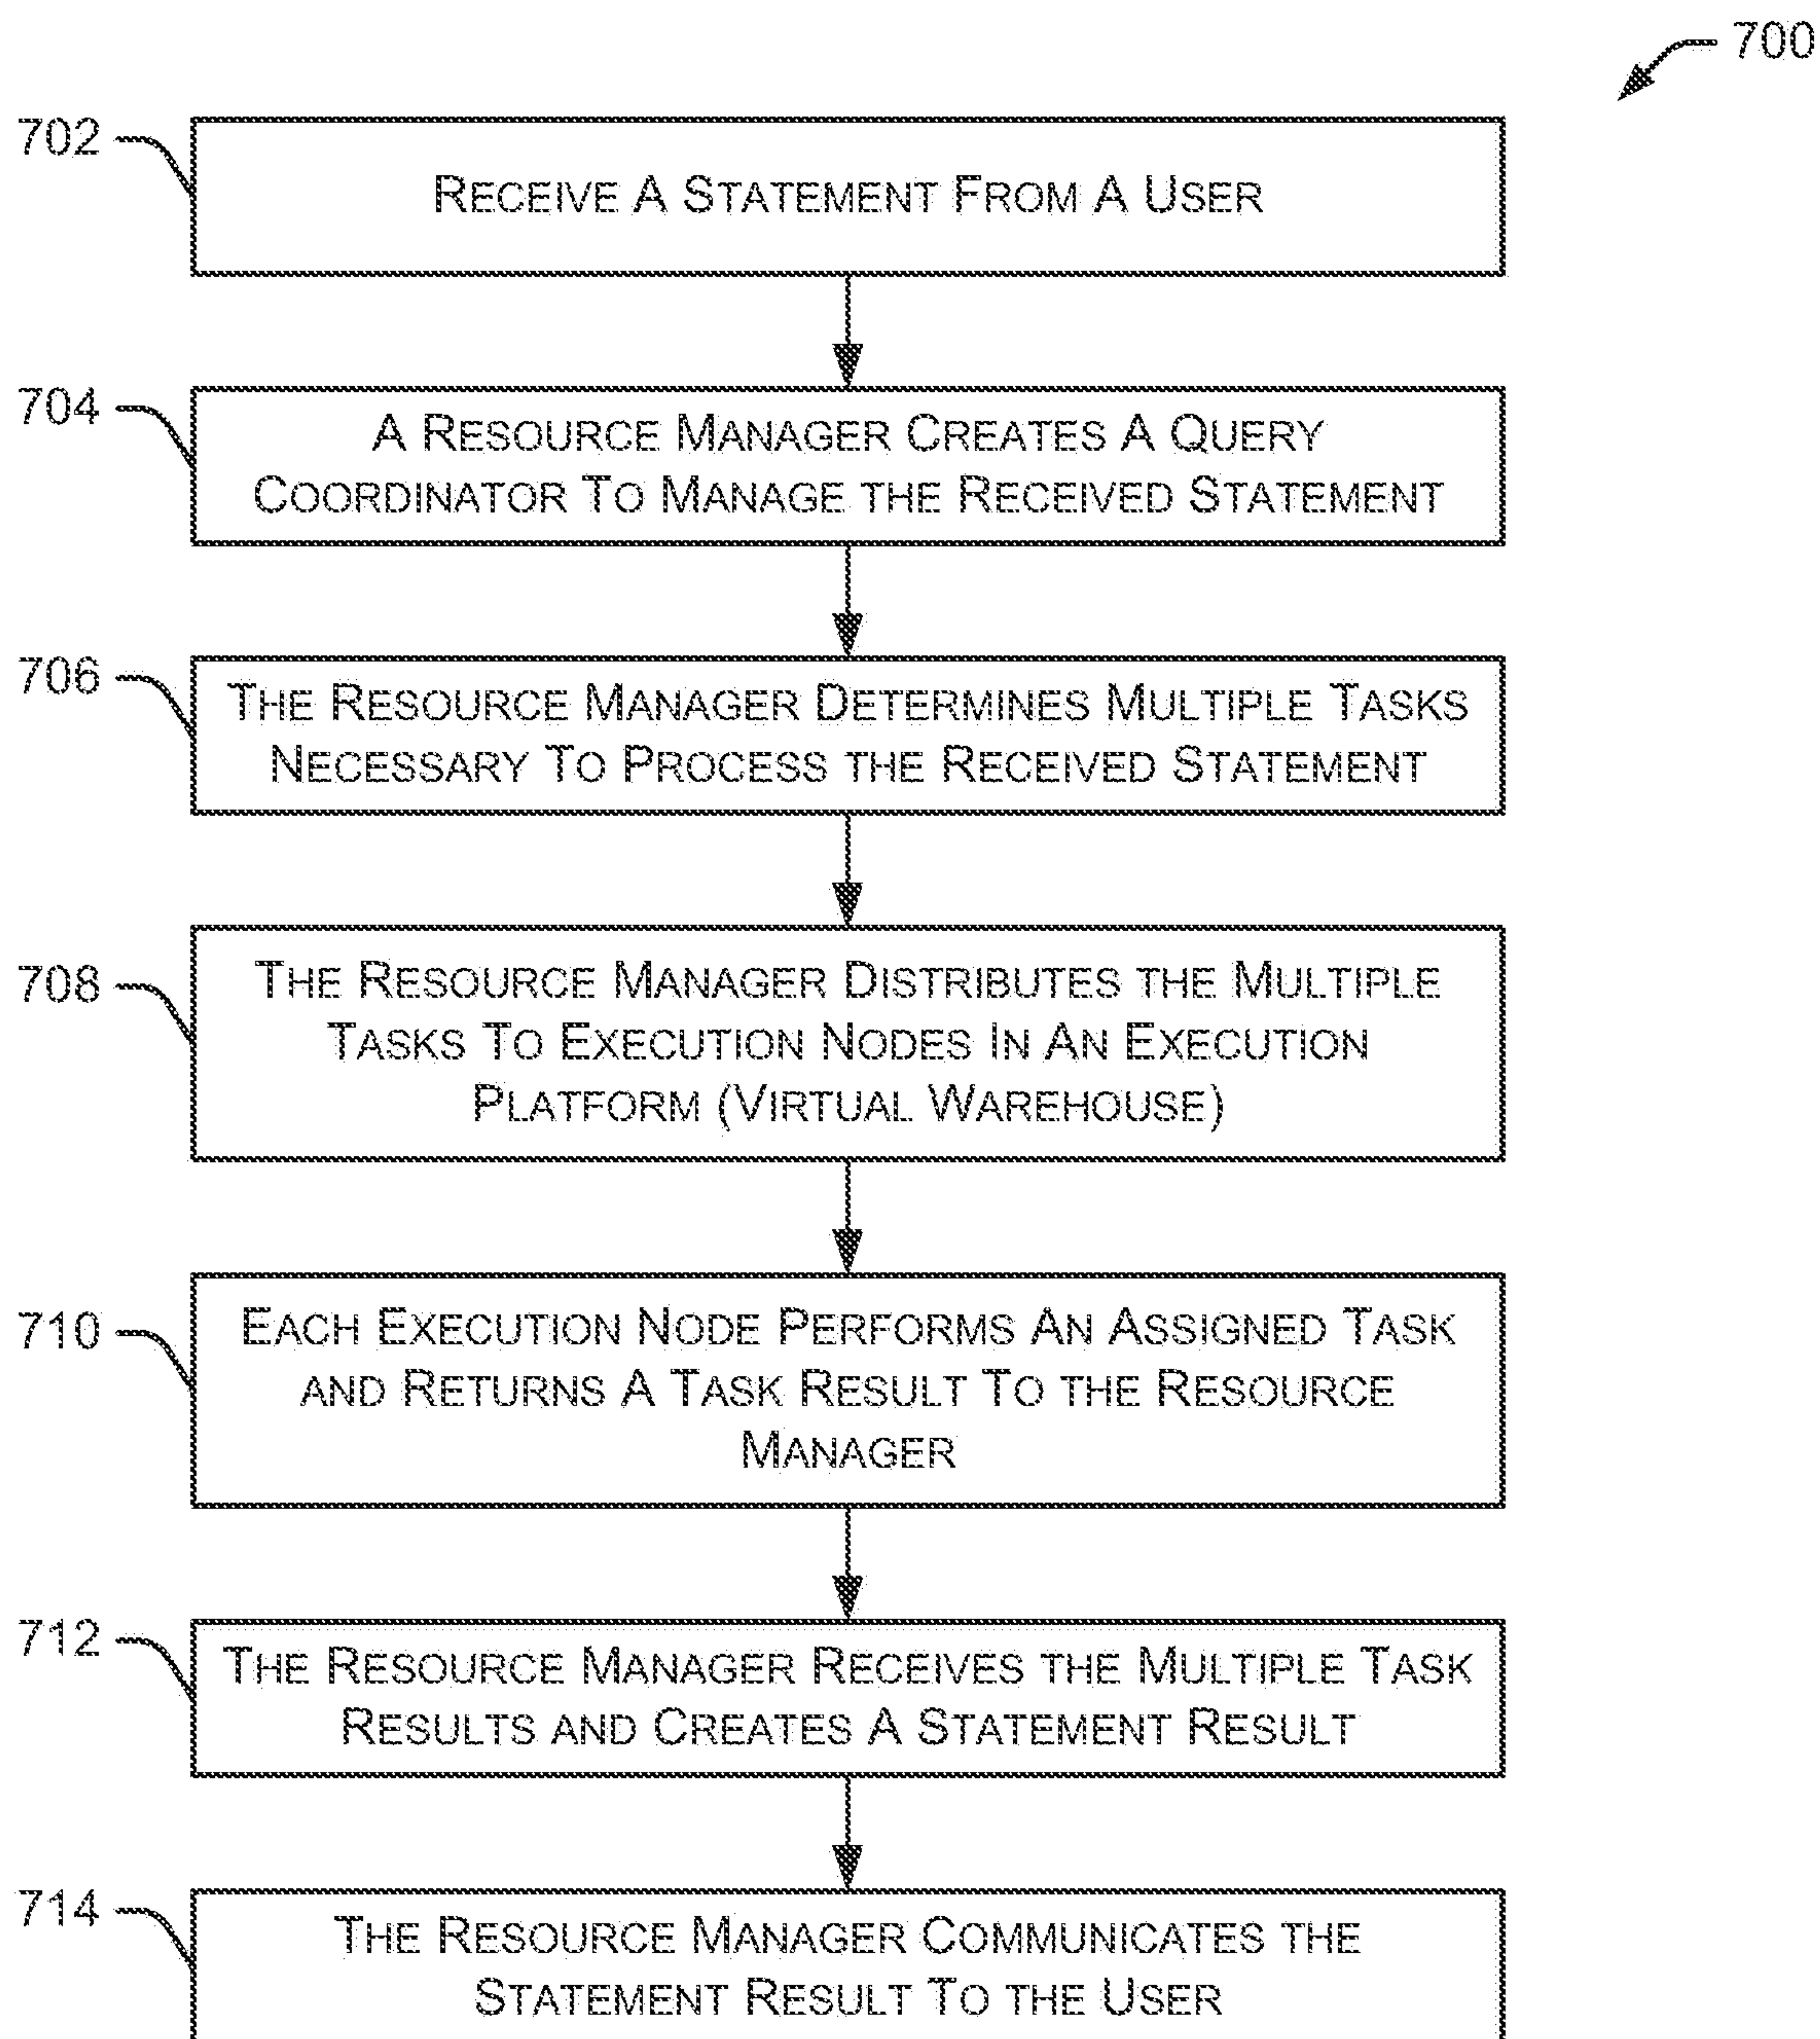 700
702
RECEIVE A STATEMENT FROM A USER
704
A RESOURCE MANAGER CREATES A QUERY
COORDINATOR TO MANAGE THE RECEIVED STATEMENT
706
THE RESOURCE MANAGER DETERMINES MULTIPLE TASKS
NECESSARY TO PROCESS THE RECEIVED STATEMENT
708
THE RESOURCE MANAGER DISTRIBUTES THE MULTIPLE
TASKS TO EXECUTION NODES IN AN EXECUTION
PLATFORM (VIRTUAL WAREHOUSE)
710
EACH EXECUTION NODE PERFORMS AN ASSIGNED TASK
AND RETURNS A TASK RESULT TO THE RESOURCE
MANAGER
712
THE RESOURCE MANAGER RECEIVES THE MULTIPLE TASK
RESULTS AND CREATES A STATEMENT RESULT
714
THE RESOURCE MANAGER COMMUNICATES THE
STATEMENT RESULT TO THE USER